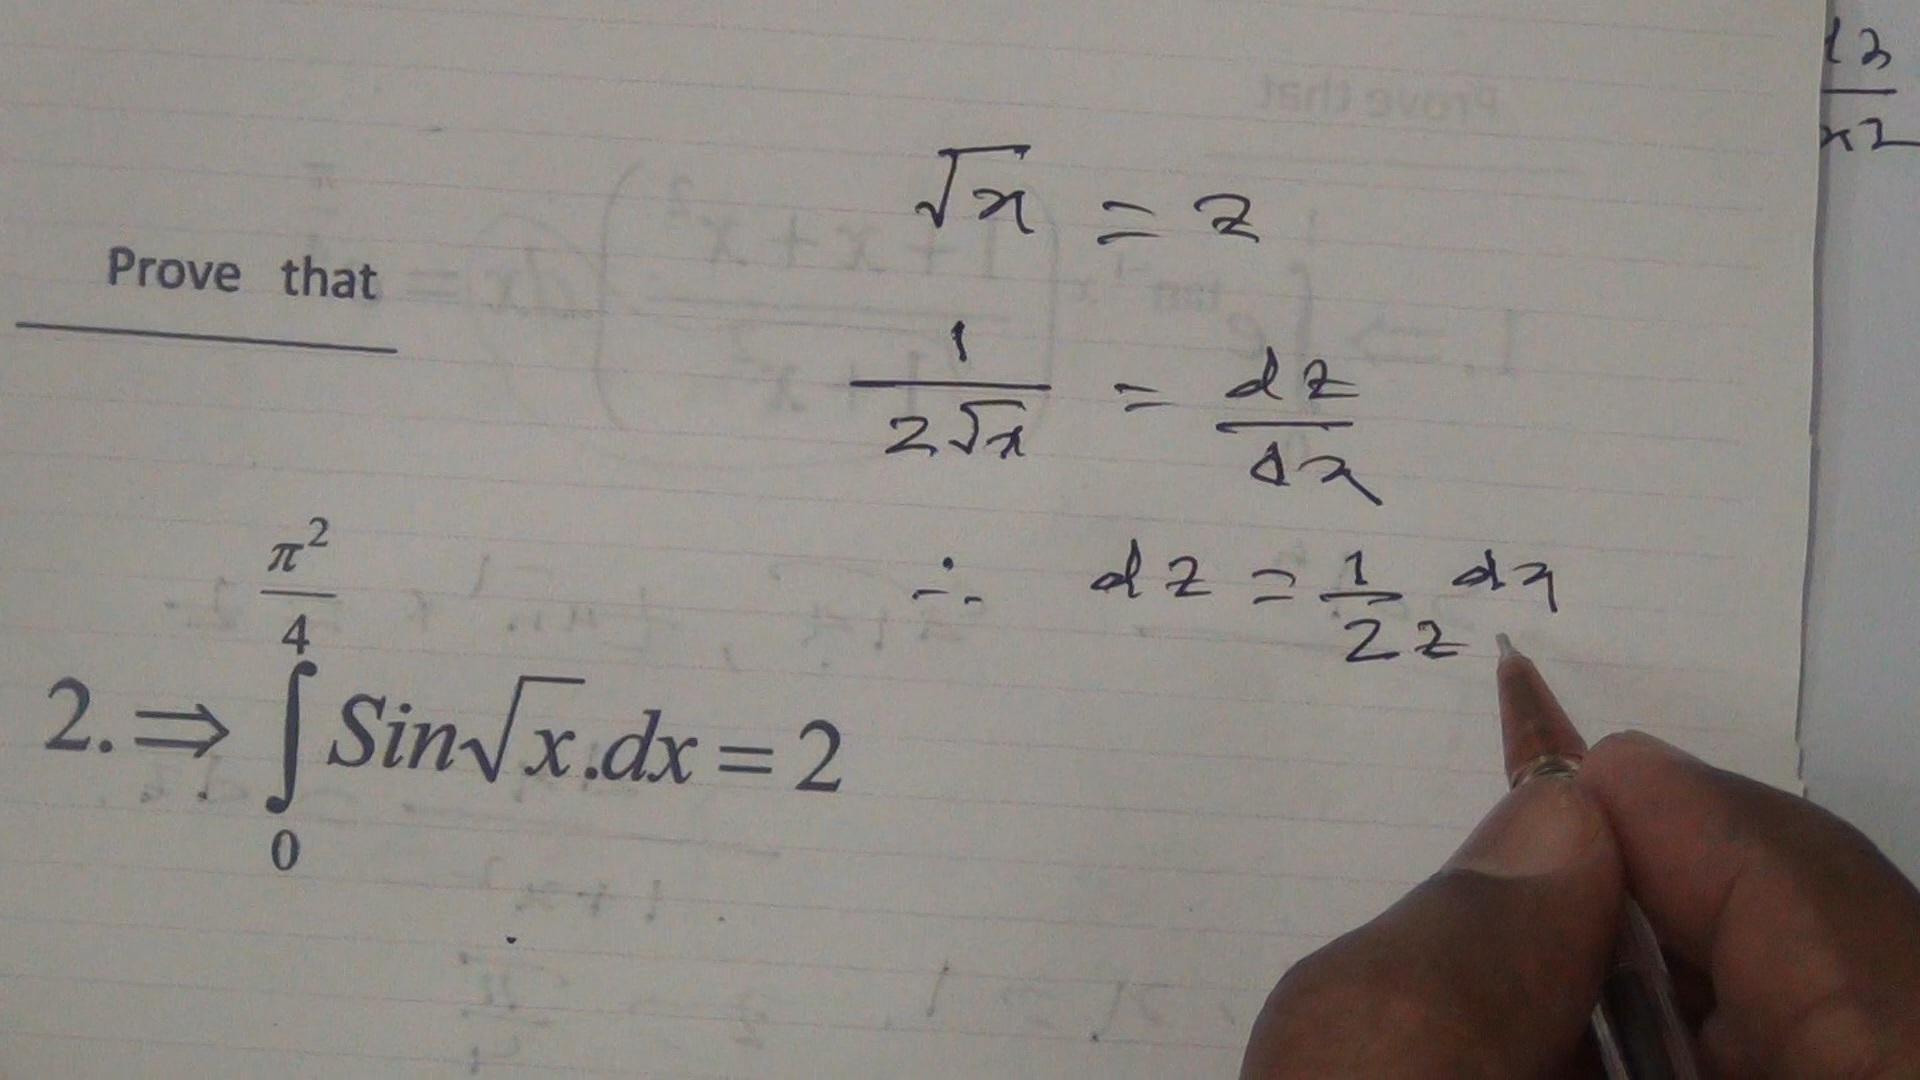 Prove that
2.⇒ ∫₀^(π²/4) Sin√x.dx = 2
√x = z
1/(2√x) = dz/dx
∴ dz = 1/(2z) dx